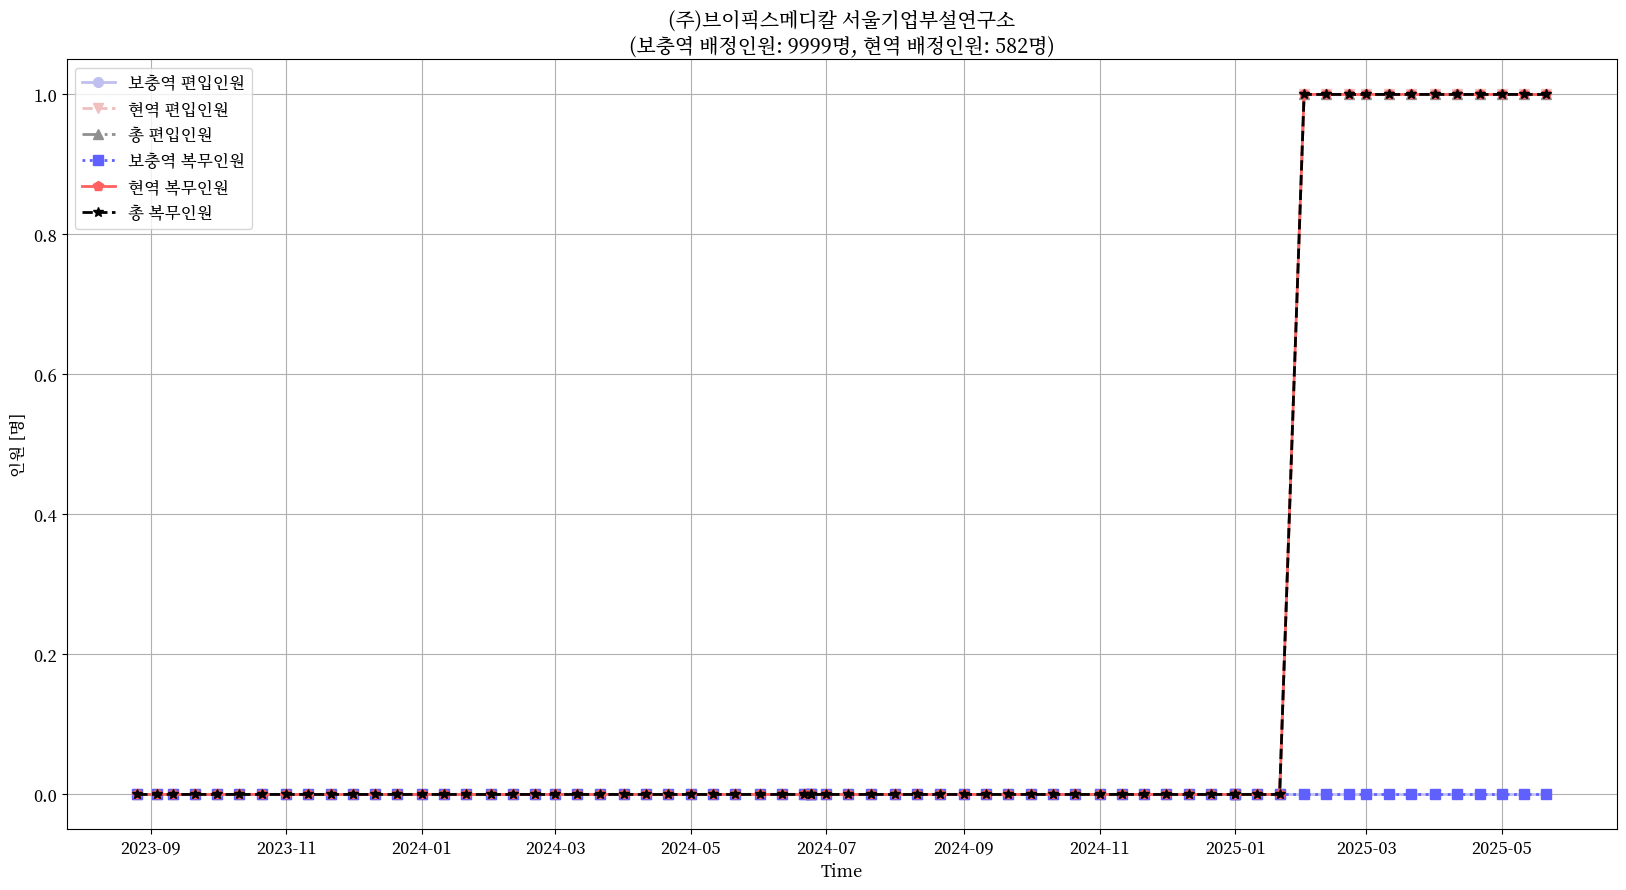 (주)브이픽스메디칼 서울기업부설연구소
(보충역 배정인원: 9999명, 현역 배정인원: 582명)
보충역 편입인원
현역 편입인원
총 편입인원
보충역 복무인원
현역 복무인원
총 복무인원
1.0
0.8
0.6
0.4
0.2
0.0
인원 [명]
2023-09
2023-11
2024-01
2024-03
2024-05
2024-07
2024-09
2024-11
2025-01
2025-03
2025-05
Time